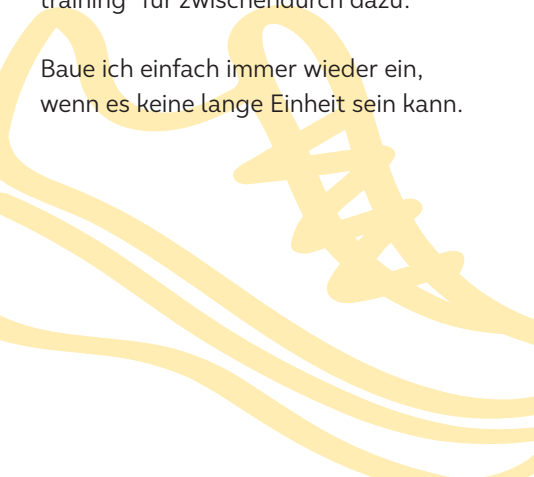 training“ für zwischendurch dazu.
Baue ich einfach immer wieder ein,
wenn es keine lange Einheit sein kann.